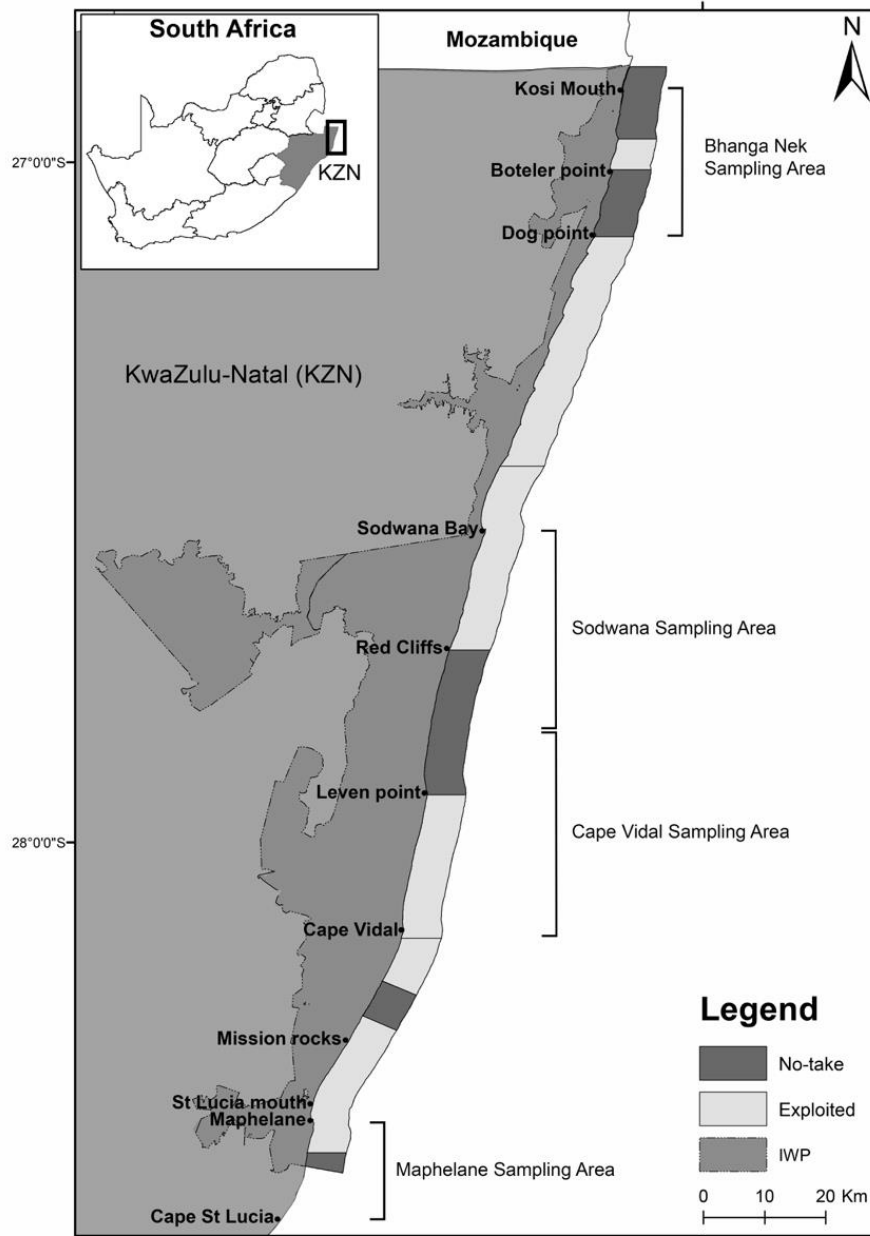 South Africa
KZN
Mozambique
N
Kosi Mouth
Bhanga Nek
Sampling Area
27°0'0"S
Boteler point
Dog point
KwaZulu-Natal (KZN)
Sodwana Bay
Sodwana Sampling Area
Red Cliffs
Leven point
Cape Vidal Sampling Area
28°0'0"S
Cape Vidal
Legend
No-take
Exploited
IWP
0 10 20 Km
Mission rocks
St Lucia mouth
Maphelane
Maphelane Sampling Area
Cape St Lucia